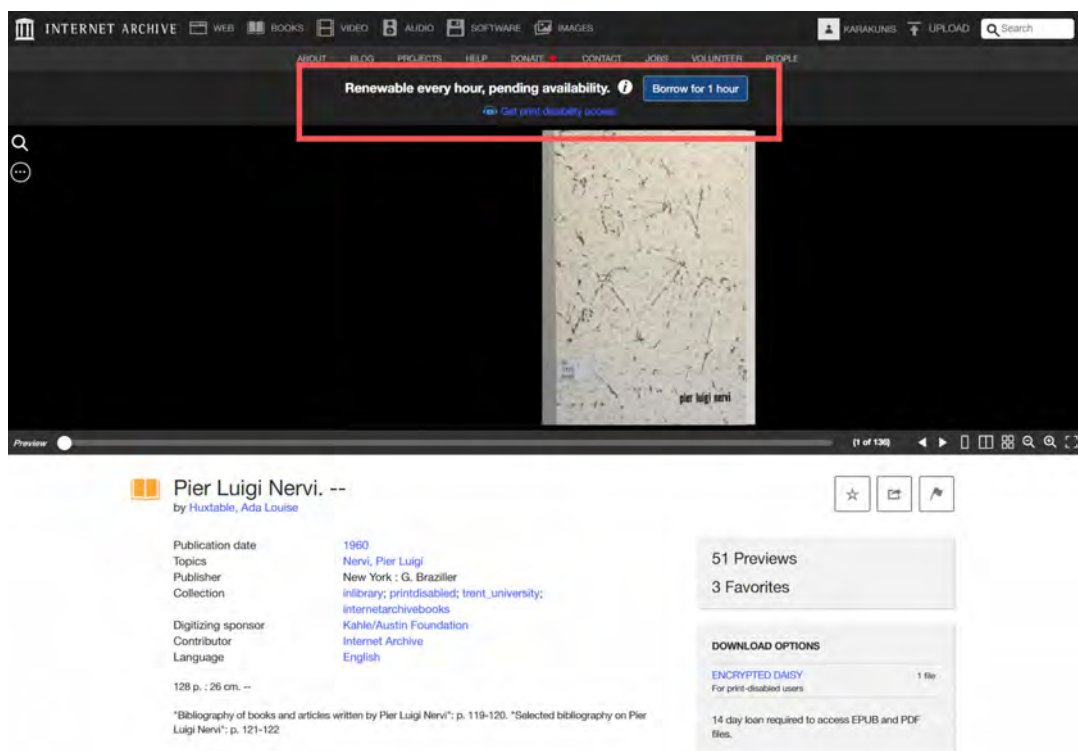 INTERNET ARCHIVE WEB BOOKS VIDEO AUDIO SOFTWARE IMAGES KARAKUNIS UPLOAD Search
ABOUT BLOG PROJECTS HELP DONATE CONTACT JOBS VOLUNTEER PEOPLE
Renewable every hour, pending availability. i Borrow for 1 hour
Get print disability access
pier luigi nervi
Preview (1 of 136)
Pier Luigi Nervi. --
by Huxtable, Ada Louise
Publication date 1960
Topics Nervi, Pier Luigi
Publisher New York : G. Braziller
Collection inlibrary; printdisabled; trent_university;
internetarchivebooks
Digitizing sponsor Kahle/Austin Foundation
Contributor Internet Archive
Language English
128 p. : 26 cm. --
"Bibliography of books and articles written by Pier Luigi Nervi": p. 119-120. "Selected bibliography on Pier
Luigi Nervi": p. 121-122
51 Previews
3 Favorites
DOWNLOAD OPTIONS
ENCRYPTED DAISY 1 file
For print-disabled users
14 day loan required to access EPUB and PDF
files.